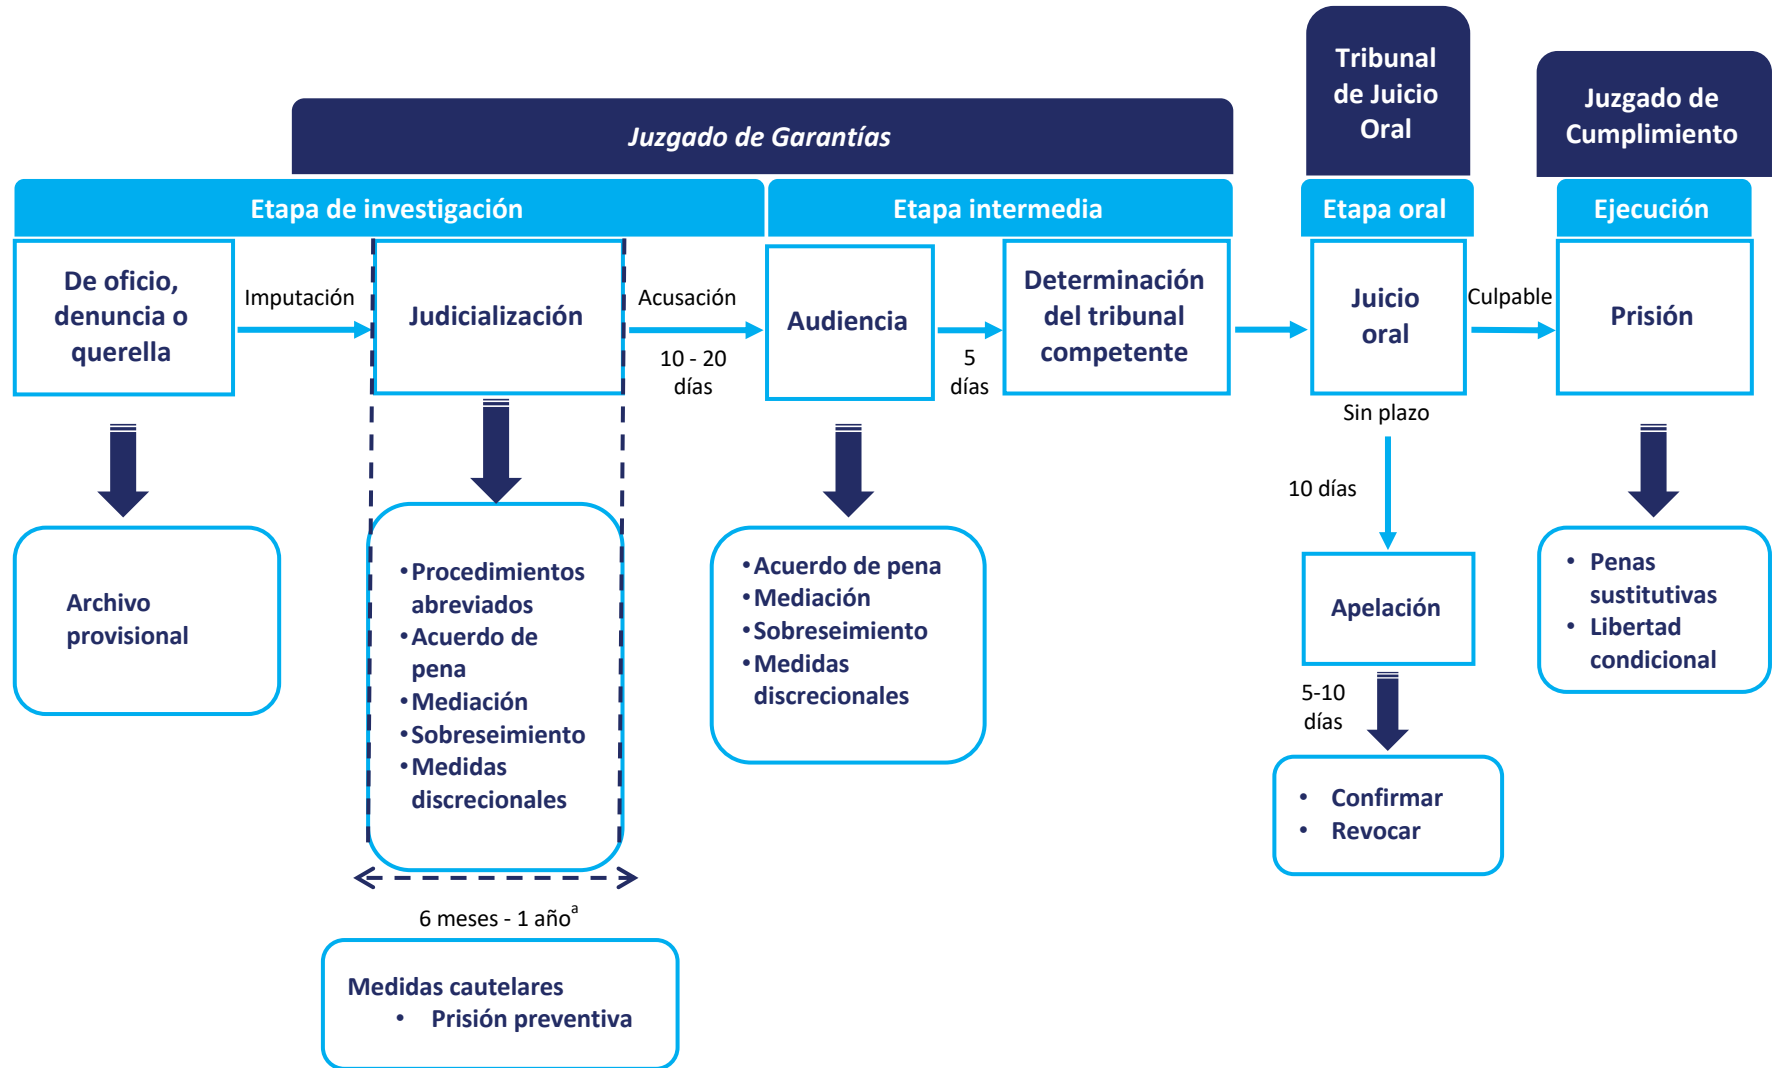 Tribunal
de Juicio
Oral
Juzgado de
Cumplimiento
Juzgado de Garantías
Etapa de investigación
Etapa intermedia
Etapa oral
Ejecución
De oficio,
denuncia o
querella
Imputación
Judicialización
Acusación
10 - 20
días
Audiencia
5
días
Determinación
del tribunal
competente
Juicio
oral
Culpable
Prisión
Sin plazo
10 días
Archivo
provisional
• Procedimientos
abreviados
• Acuerdo de
pena
• Mediación
• Sobreseimiento
• Medidas
discrecionales
• Acuerdo de pena
• Mediación
• Sobreseimiento
• Medidas
discrecionales
Apelación
• Penas
sustitutivas
• Libertad
condicional
5-10
días
• Confirmar
• Revocar
6 meses - 1 añoª
Medidas cautelares
• Prisión preventiva